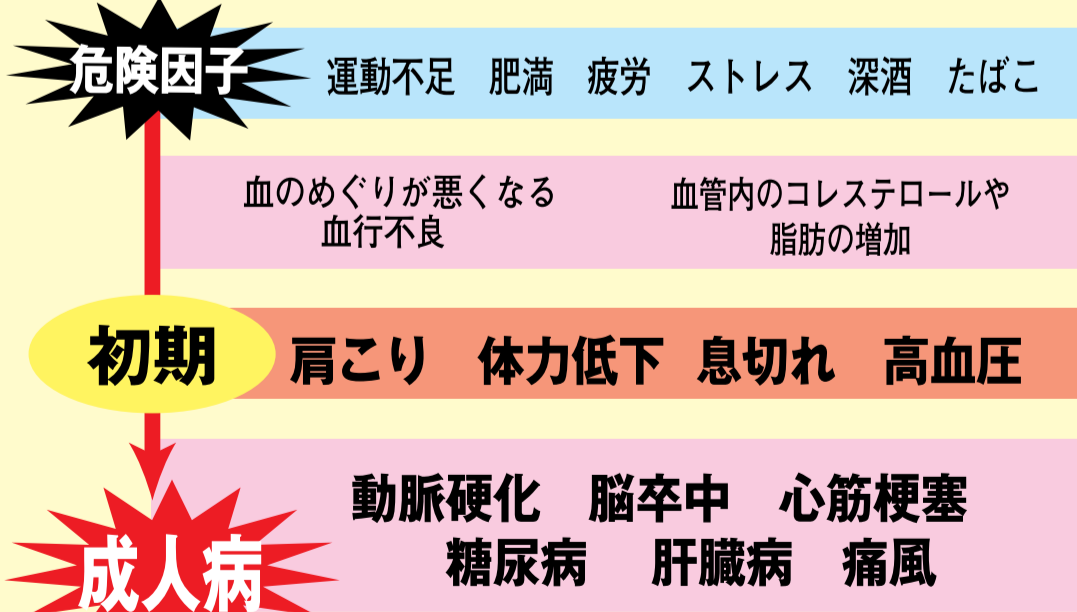 危険因子
運動不足 肥満 疲労 ストレス 深酒 たばこ
血のめぐりが悪くなる
血行不良
血管内のコレステロールや
脂肪の増加
初期
肩こり 体力低下 息切れ 高血圧
動脈硬化 脳卒中 心筋梗塞
糖尿病 肝臓病 痛風
成人病